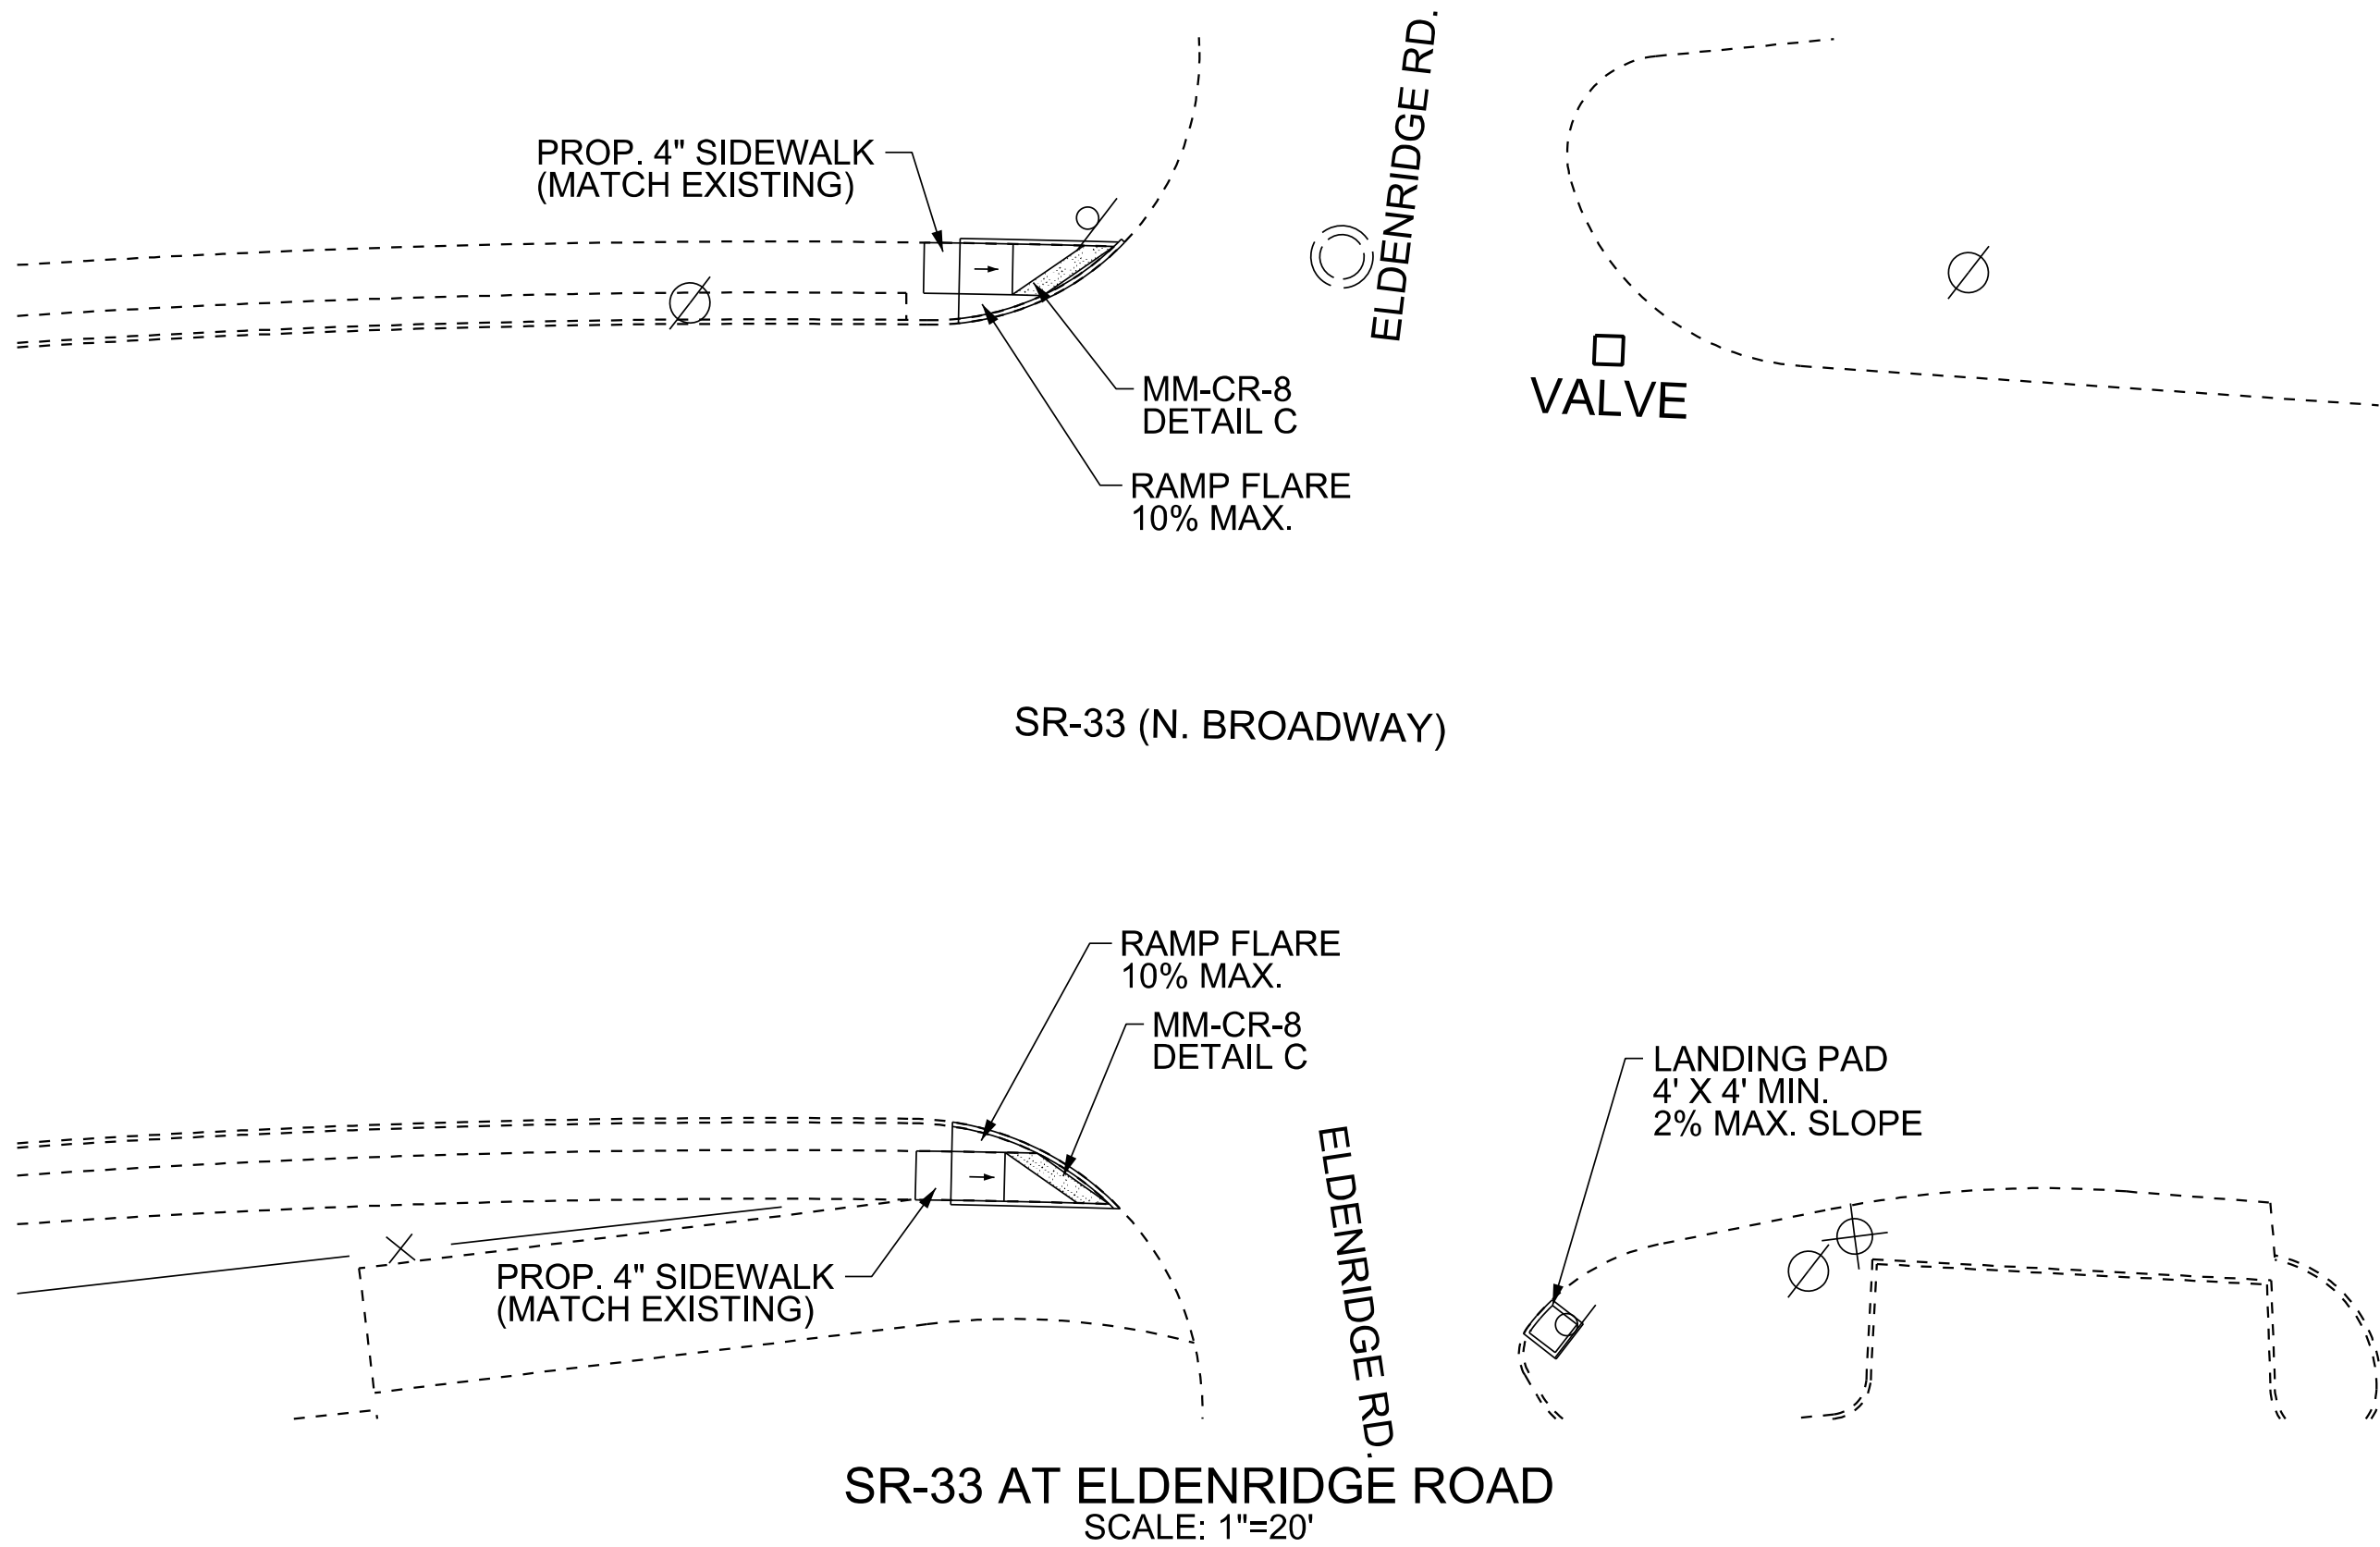 ELDENRIDGE RD.
PROP. 4" SIDEWALK
(MATCH EXISTING)
MM-CR-8
DETAIL C
VALVE
RAMP FLARE
10% MAX.
SR-33 (N. BROADWAY)
RAMP FLARE
10% MAX.
MM-CR-8
DETAIL C
LANDING PAD
4' X 4' MIN.
2% MAX. SLOPE
ELDENRIDGE RD.
PROP. 4" SIDEWALK
(MATCH EXISTING)
SR-33 AT ELDENRIDGE ROAD
SCALE: 1"=20'